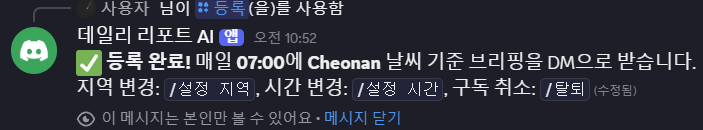 사용자 님이 등록(을)를 사용함
데일리 리포트 AI 앱 오전 10:52
✅ 등록 완료! 매일 07:00에 Cheonan 날씨 기준 브리핑을 DM으로 받습니다.
지역 변경: /설정 지역, 시간 변경: /설정 시간, 구독 취소: /탈퇴 (수정됨)
이 메시지는 본인만 볼 수 있어요 • 메시지 닫기